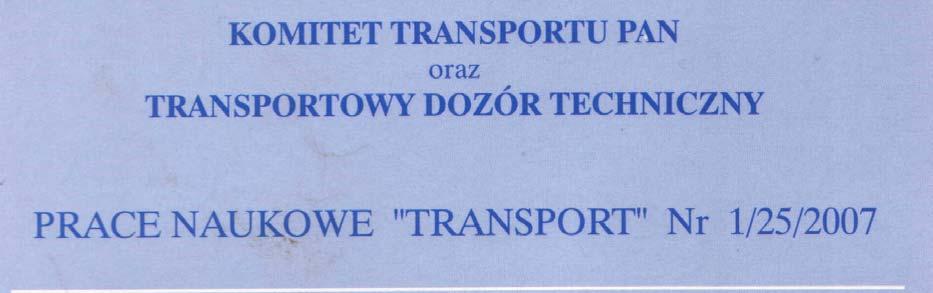 KOMITET TRANSPORTU PAN
oraz
TRANSPORTOWY DOZÓR TECHNICZNY
PRACE NAUKOWE "TRANSPORT" Nr 1/25/2007